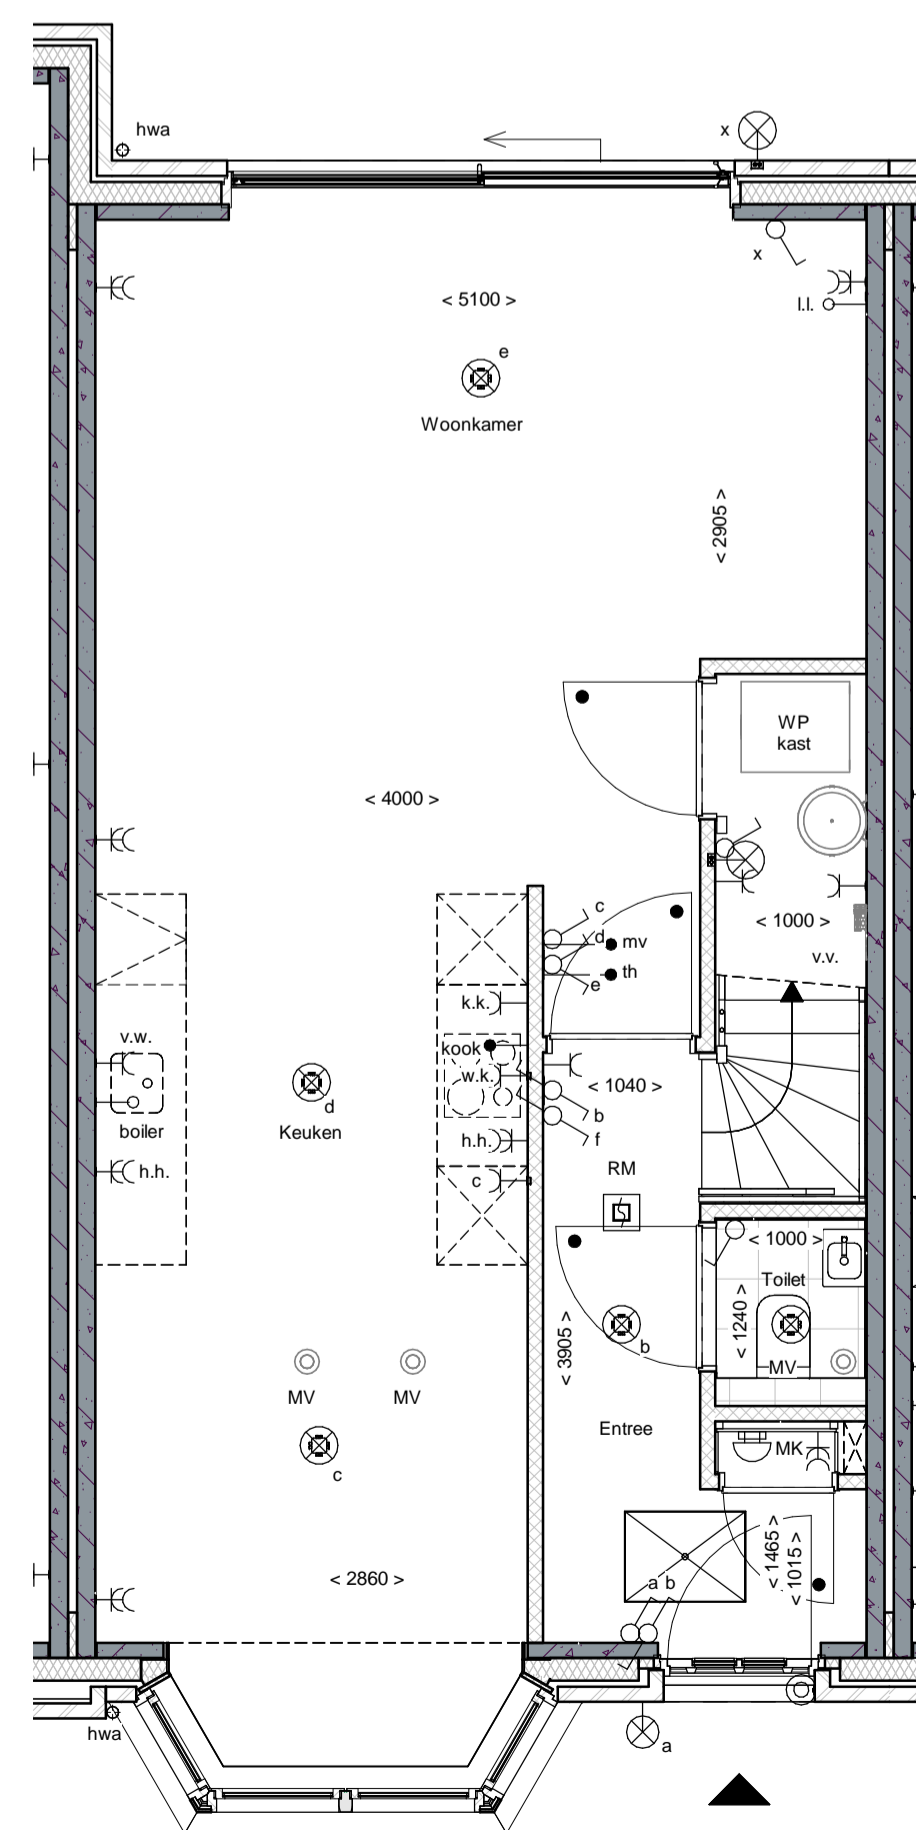 hwa
x
x
< 5100 >
l.l.
e
Woonkamer
< 2905 >
WP
kast
< 4000 >
c
d
mv
th
e
< 1000 >
v.v.
k.k.
v.w.
kook
w.k.
< 1040 >
b
f
d
boiler
Keuken
h.h.
h.h.
c
RM
< 1000 >
Toilet
< 1240 >
< 3905 >
b
MV
MV
MV
Entree
MK
c
< 1465 >
< 1015 >
< 2860 >
a b
hwa
a